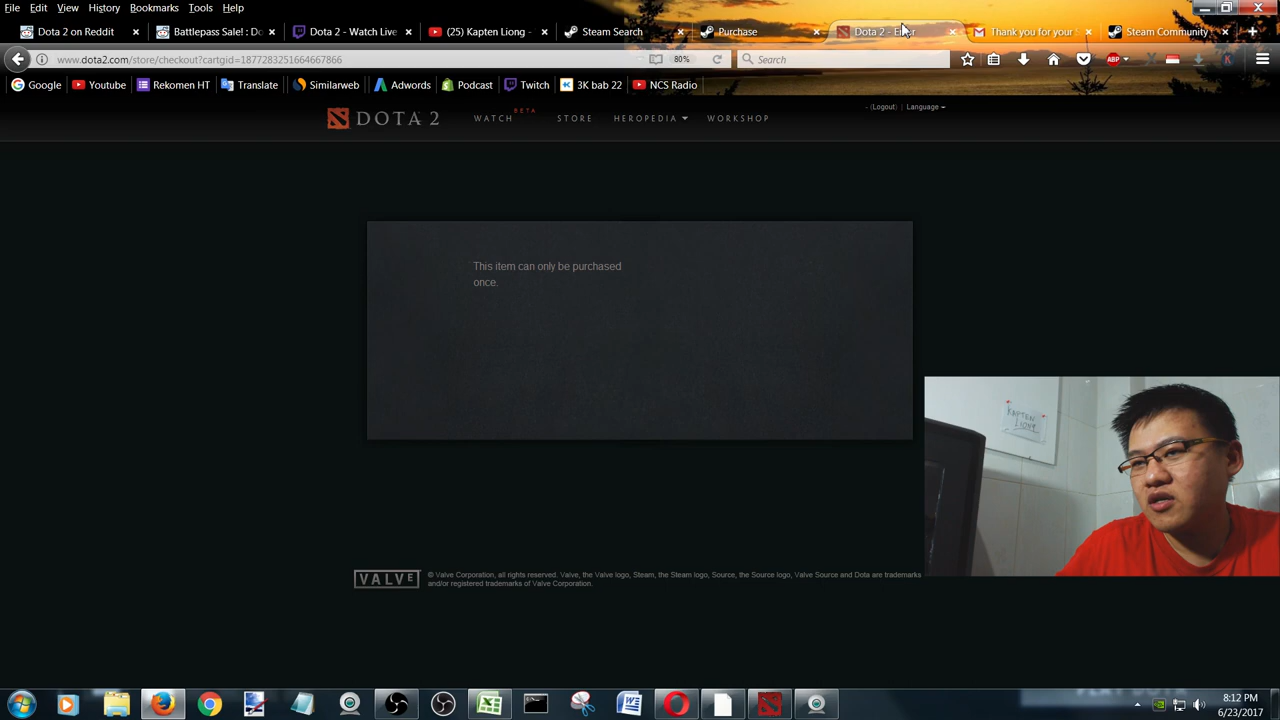 File Edit View History Bookmarks Tools Help
Dota 2 on Reddit
Battlepass Sale! : Do
Dota 2 - Watch Live
(25) Kapten Liong -
Steam Search
Purchase
Dota 2 - Error
Thank you for your S
Steam Community
www.dota2.com/store/checkout?cartgid=1877283251664667866
80%
Search
ABP
Google Youtube Rekomen HT Translate Similarweb Adwords Podcast Twitch 3K bab 22 NCS Radio
DOTA 2
WATCH BETA STORE HEROPEDIA WORKSHOP
- (Logout) | Language
This item can only be purchased
once.
KAPTEN
LIONG
VALVE
© Valve Corporation, all rights reserved. Valve, the Valve logo, Steam, the Steam logo, Source, the Source logo, Valve Source and Dota are trademarks
and/or registered trademarks of Valve Corporation.
8:12 PM
6/23/2017